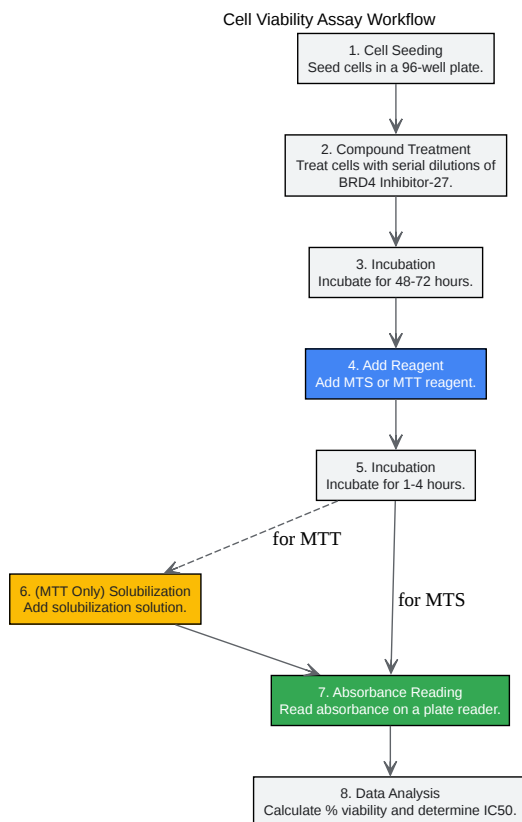 Cell Viability Assay Workflow
1. Cell Seeding
Seed cells in a 96-well plate.
2. Compound Treatment
Treat cells with serial dilutions of
BRD4 Inhibitor-27.
3. Incubation
Incubate for 48-72 hours.
4. Add Reagent
Add MTS or MTT reagent.
5. Incubation
Incubate for 1-4 hours.
for MTT
6. (MTT Only) Solubilization
Add solubilization solution.
for MTS
7. Absorbance Reading
Read absorbance on a plate reader.
8. Data Analysis
Calculate % viability and determine IC50.